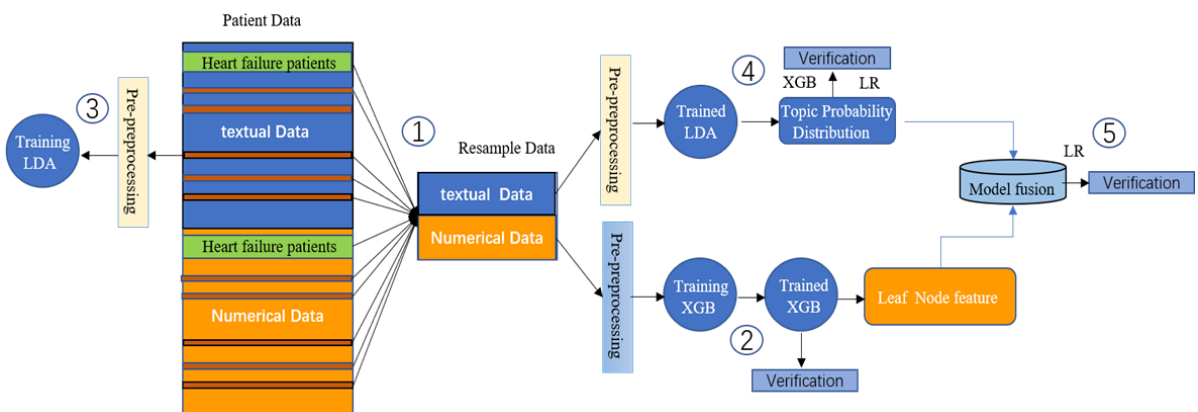 Patient Data
Heart failure patients
textual Data
Heart failure patients
Numerical Data
③
Pre-preprocessing
Training
LDA
①
Resample Data
textual Data
Numerical Data
Pre-preprocessing
Trained
LDA
④
Verification
XGB
LR
Topic Probability
Distribution
Pre-preprocessing
Training
XGB
②
Trained
XGB
Verification
Leaf Node feature
Model fusion
LR
⑤
Verification